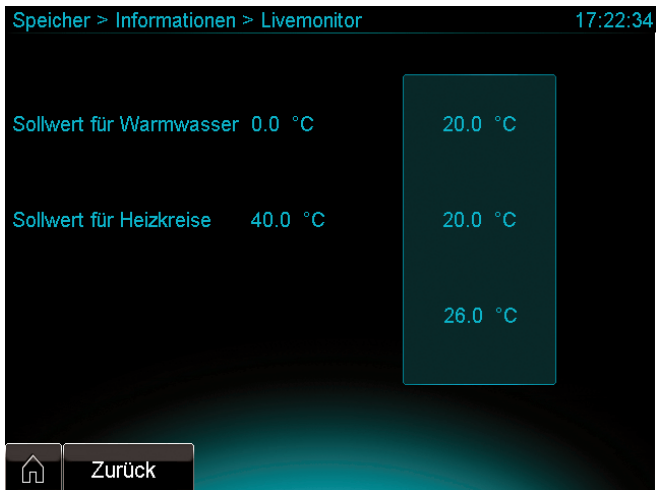 Speicher > Informationen > Livemonitor 17:22:34
Sollwert für Warmwasser 0.0 °C 20.0 °C
Sollwert für Heizkreise 40.0 °C 20.0 °C
26.0 °C
Zurück